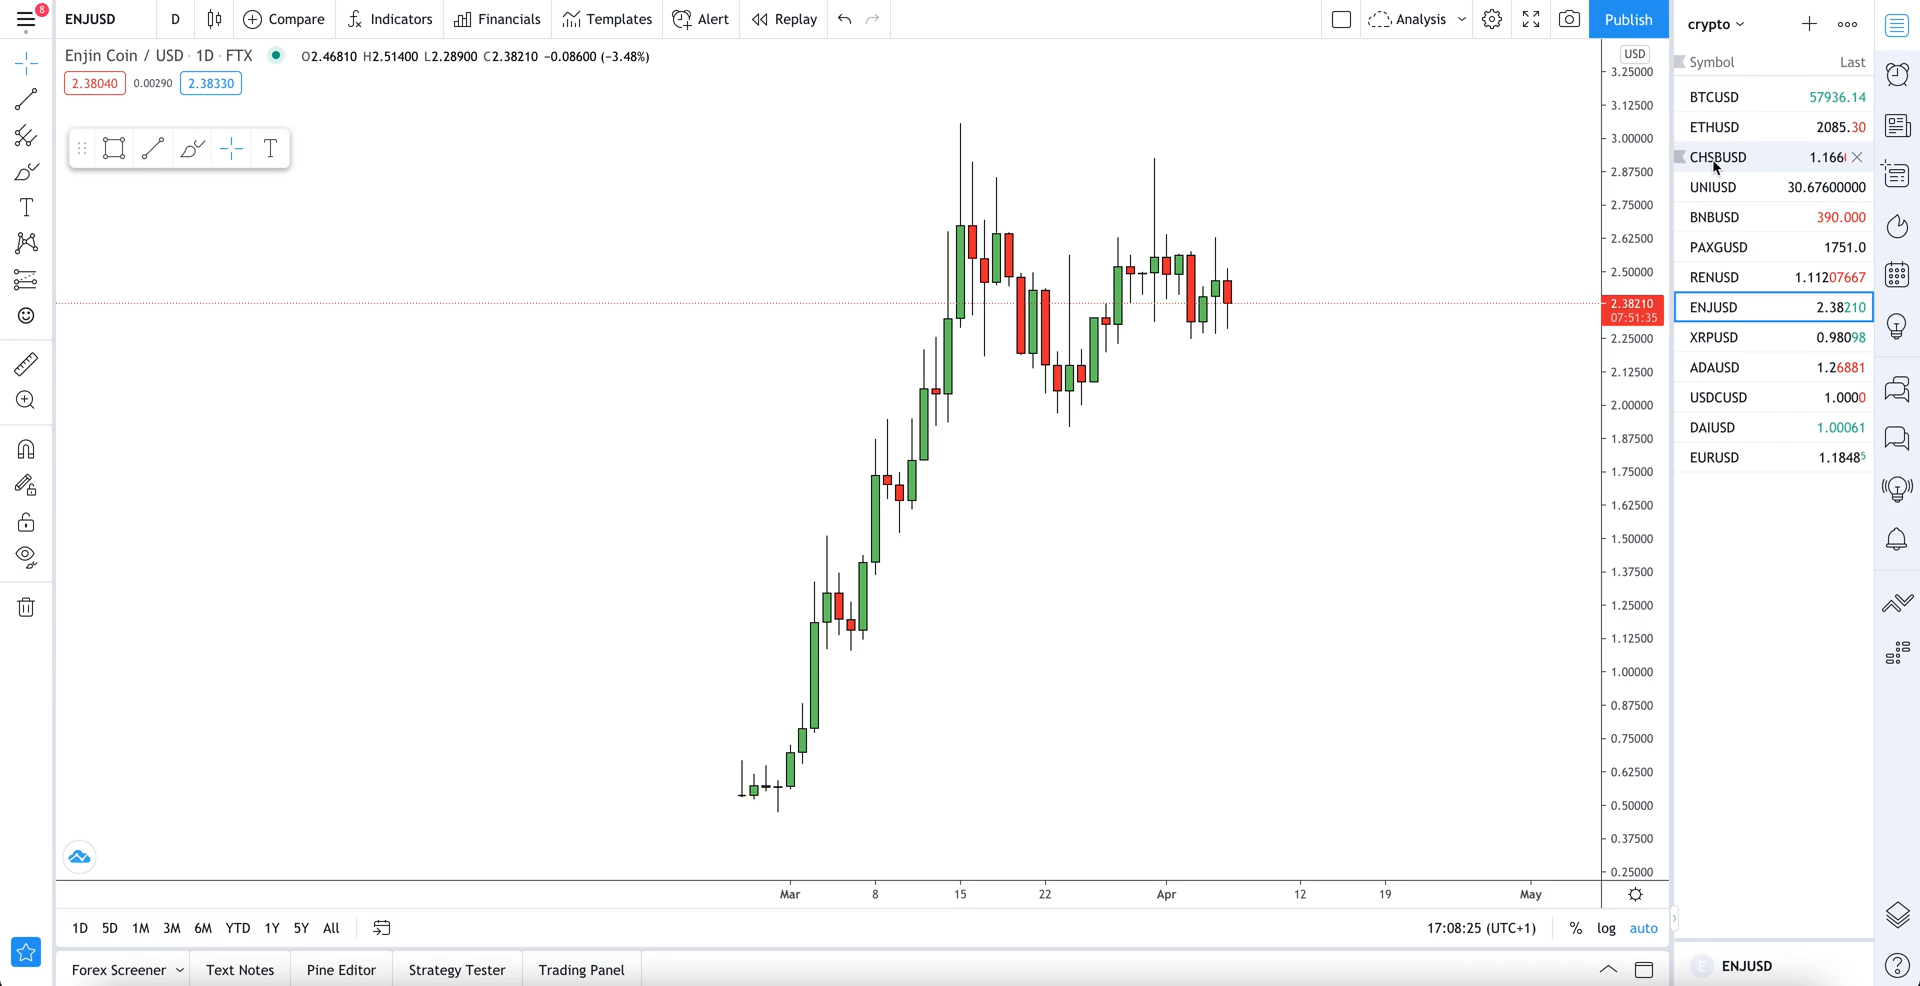 8
ENJUSD
D
Compare
Indicators
Financials
Templates
Alert
Replay
Analysis
Publish
Enjin Coin / USD · 1D · FTX
O2.46810 H2.51400 L2.28900 C2.38210 −0.08600 (−3.48%)
2.38040
0.00290
2.38330
T
T
USD
3.25000
3.12500
3.00000
2.87500
2.75000
2.62500
2.50000
2.38210
07:51:35
2.25000
2.12500
2.00000
1.87500
1.75000
1.62500
1.50000
1.37500
1.25000
1.12500
1.00000
0.87500
0.75000
0.62500
0.50000
0.37500
0.25000
Mar
8
15
22
Apr
12
19
May
1D 5D 1M 3M 6M YTD 1Y 5Y All
17:08:25 (UTC+1)
%
log
auto
Forex Screener
Text Notes
Pine Editor
Strategy Tester
Trading Panel
crypto
Symbol Last
BTCUSD 57936.14
ETHUSD 2085.30
CHSBUSD 1.166
UNIUSD 30.67600000
BNBUSD 390.000
PAXGUSD 1751.0
RENUSD 1.11207667
ENJUSD 2.38210
XRPUSD 0.98098
ADAUSD 1.26881
USDCUSD 1.0000
DAIUSD 1.00061
EURUSD 1.18485
E ENJUSD